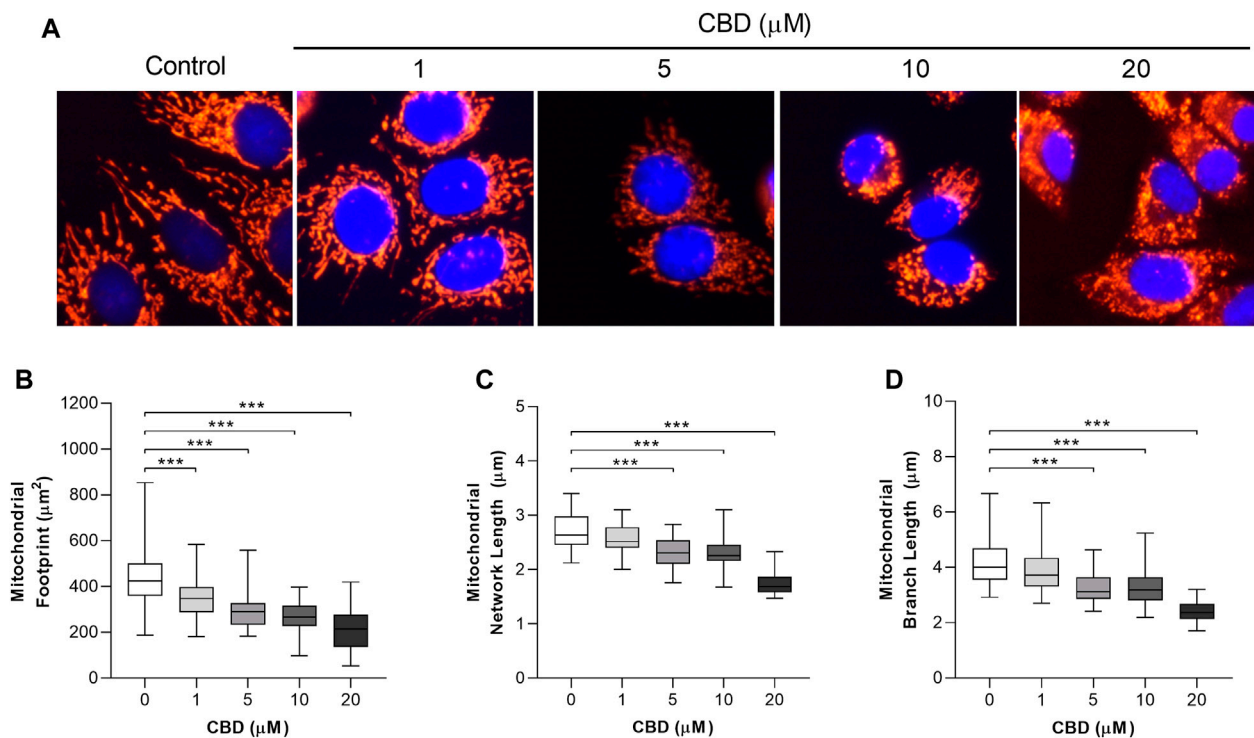 A
CBD (μM)
Control 1 5 10 20
B
Mitochondrial
Footprint (μm²)
1200
1000
800
600
400
200
0
***
***
***
***
0 1 5 10 20
CBD (μM)
C
Mitochondrial
Network Length (μm)
5
4
3
2
1
0
***
***
***
0 1 5 10 20
CBD (μM)
D
Mitochondrial
Branch Length (μm)
10
8
6
4
2
0
***
***
***
0 1 5 10 20
CBD (μM)